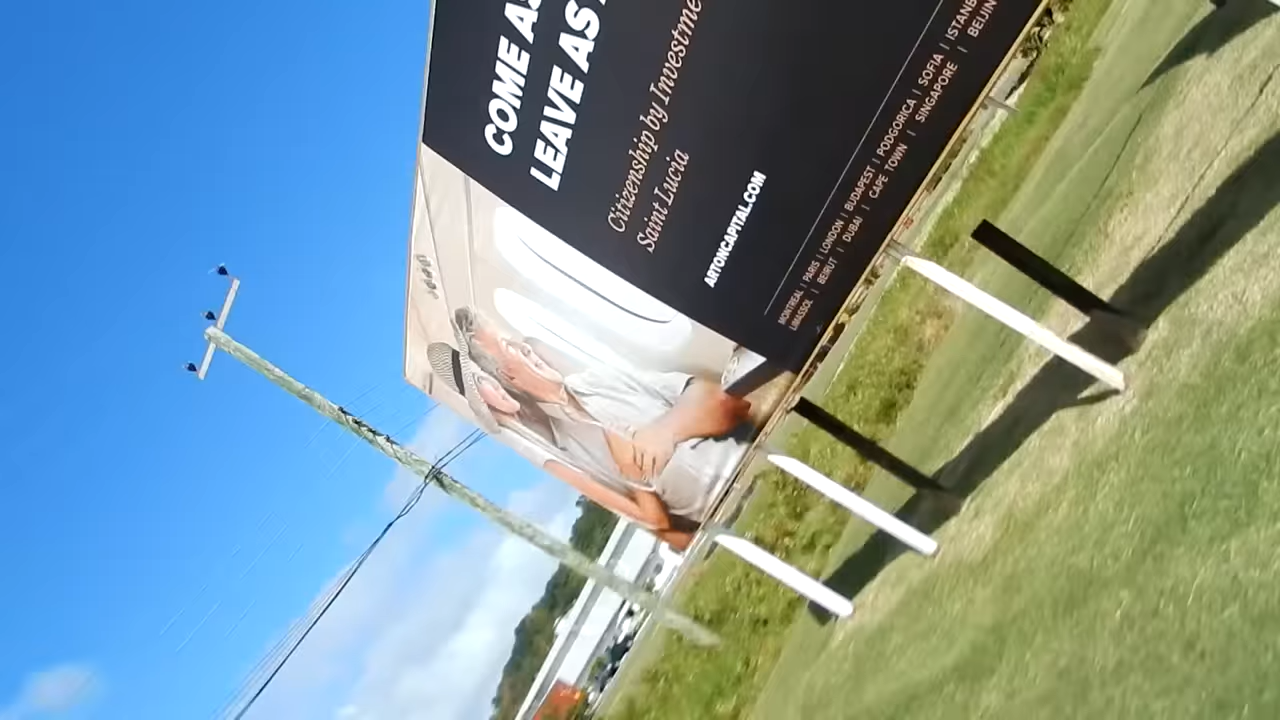 COME AS
LEAVE AS
Citizenship by Investme
Saint Lucia
ARTONCAPITAL.COM
MONTREAL | PARIS | LONDON | BUDAPEST | PODGORICA | SOFIA | ISTANB
LIMASSOL | BEIRUT | DUBAI | CAPE TOWN | SINGAPORE | BEIJIN